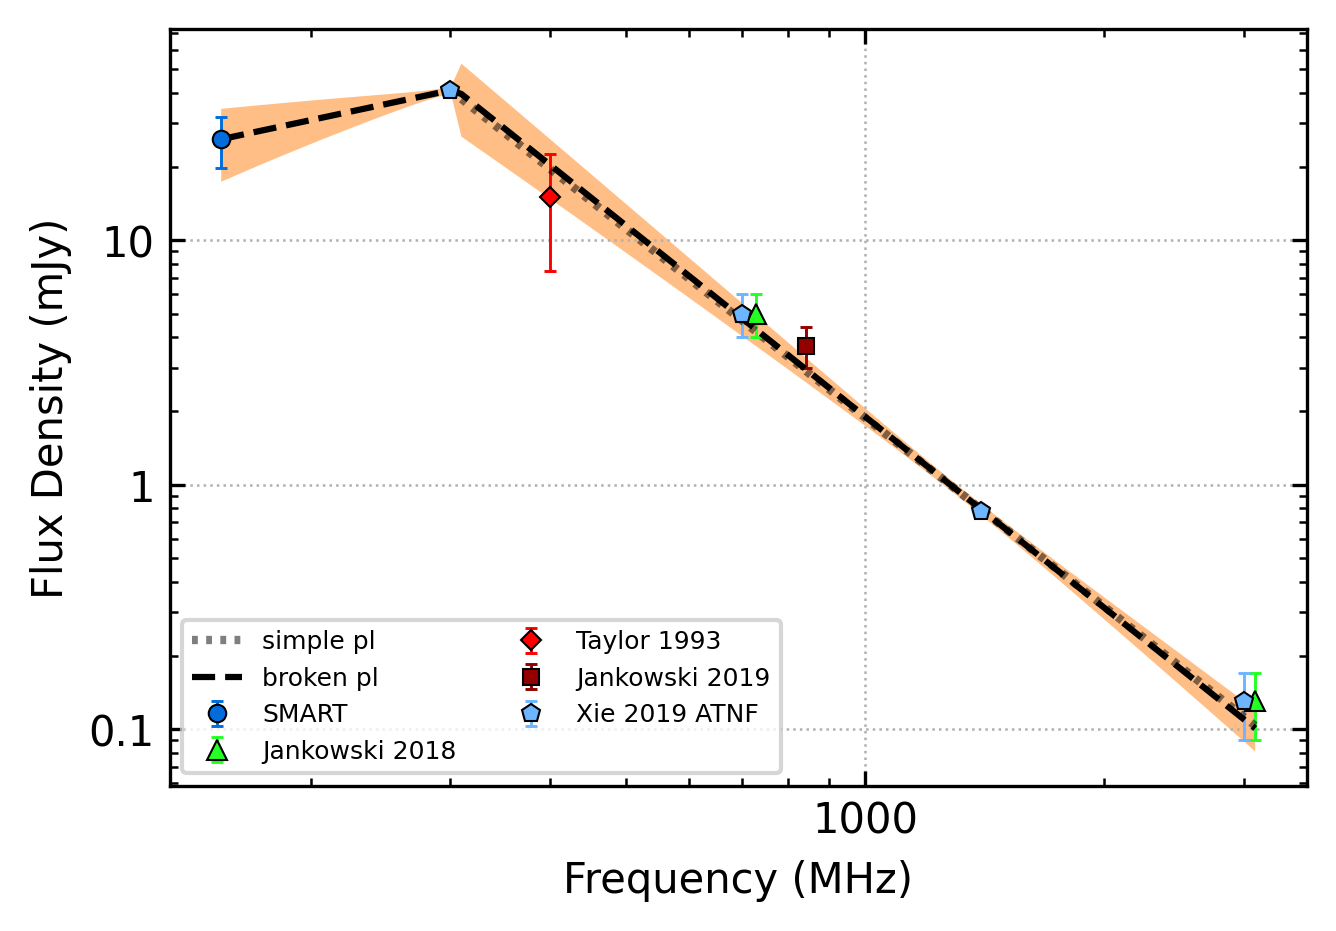 10
1
0.1
Flux Density (mJy)
simple pl
broken pl
SMART
Jankowski 2018
Taylor 1993
Jankowski 2019
Xie 2019 ATNF
1000
Frequency (MHz)